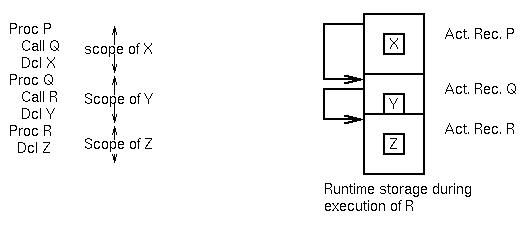 Proc P
Call Q
Dcl X
Proc Q
Call R
Dcl Y
Proc R
Dcl Z
scope of X
Scope of Y
Scope of Z
X
Y
Z
Act. Rec. P
Act. Rec. Q
Act. Rec. R
Runtime storage during
execution of R